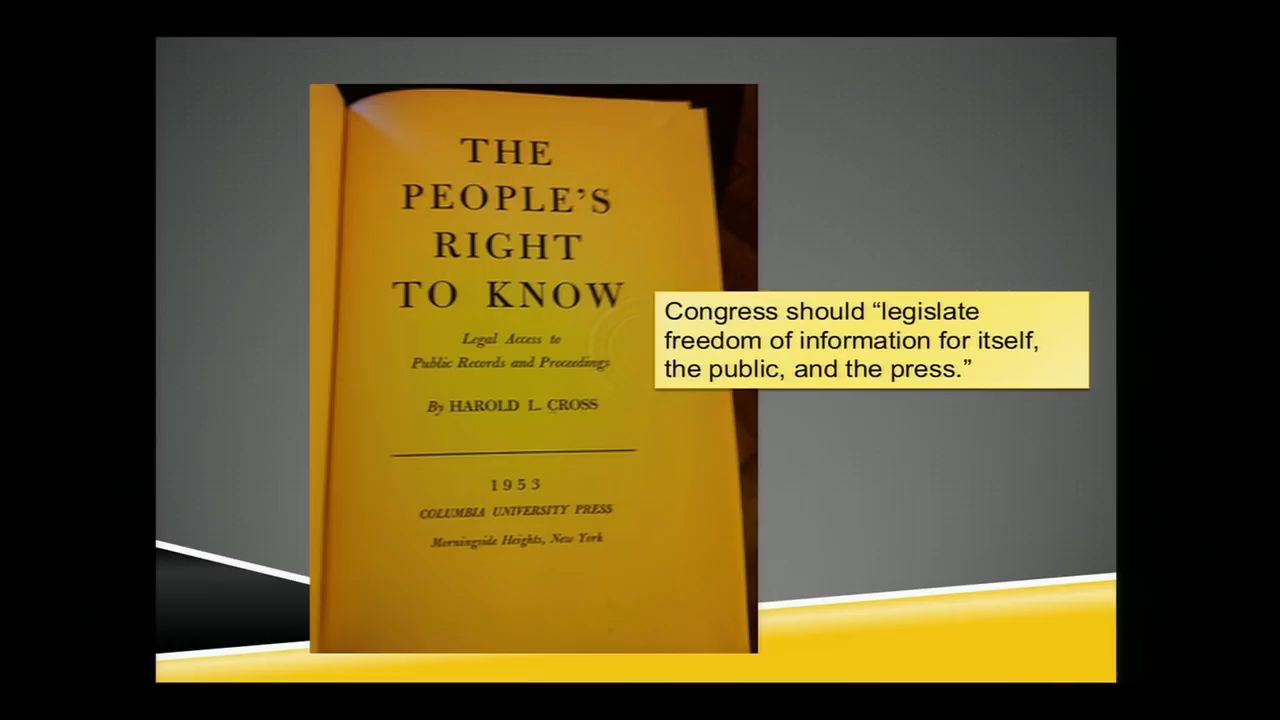 THE
PEOPLE'S
RIGHT
TO KNOW
Legal Access to
Public Records and Proceedings
By HAROLD L. CROSS
1953
COLUMBIA UNIVERSITY PRESS
Morningside Heights, New York
Congress should “legislate
freedom of information for itself,
the public, and the press.”